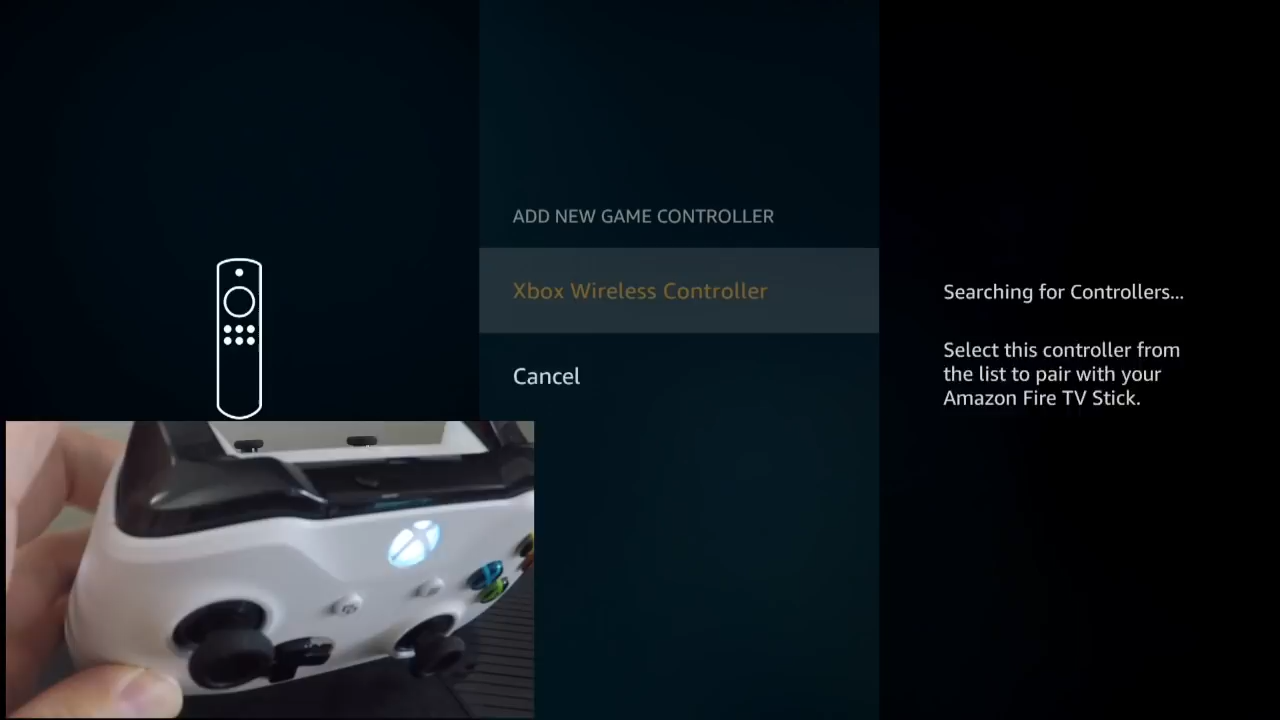 ADD NEW GAME CONTROLLER
Xbox Wireless Controller
Cancel
Searching for Controllers...
Select this controller from
the list to pair with your
Amazon Fire TV Stick.